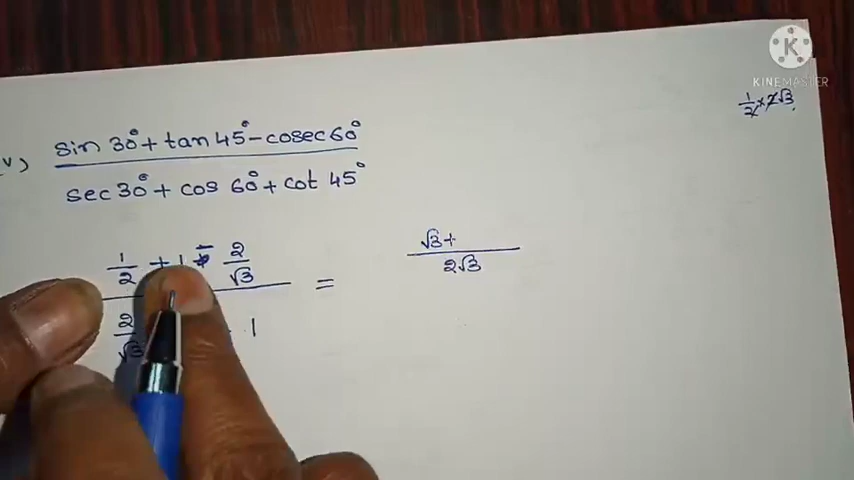 K
KINEMASTER
1/2 × 2√3
v) sin 30° + tan 45° − cosec 60°
sec 30° + cos 60° + cot 45°
1/2 + 1 − 2/√3
=
√3 +
2√3
2/√3 1